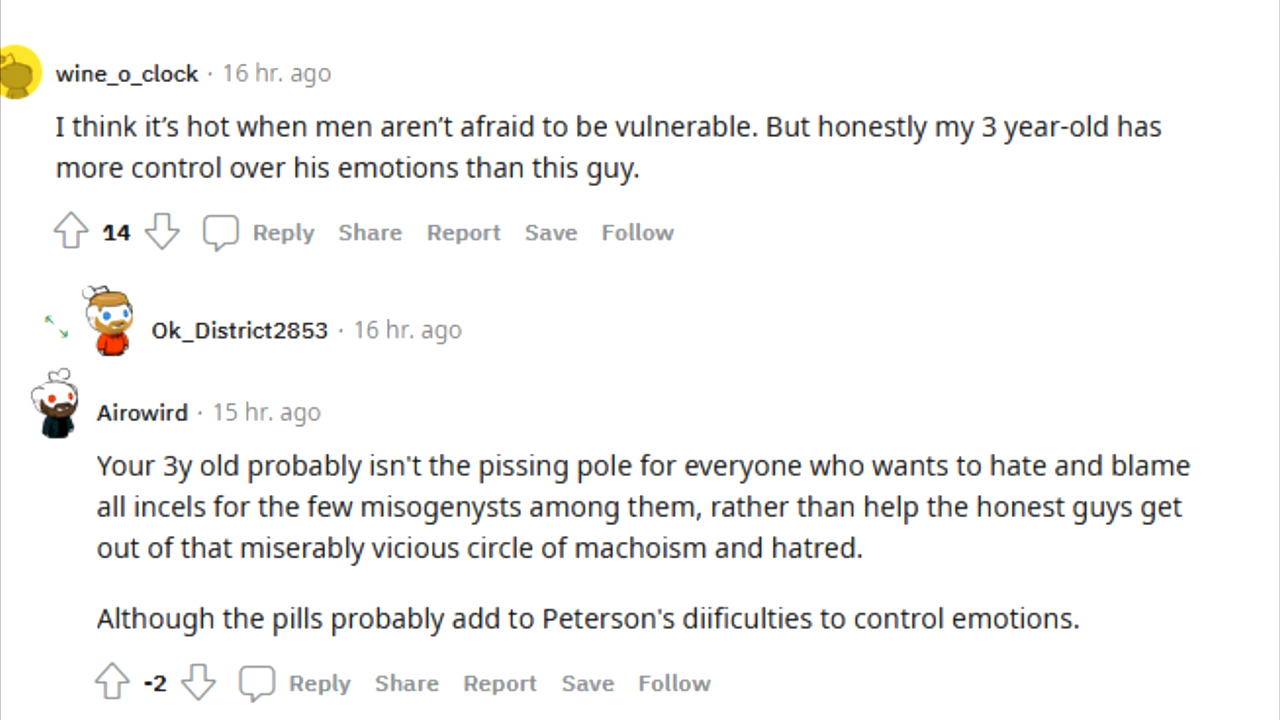 wine_o_clock · 16 hr. ago
I think it’s hot when men aren’t afraid to be vulnerable. But honestly my 3 year-old has
more control over his emotions than this guy.
14 Reply Share Report Save Follow
Ok_District2853 · 16 hr. ago
Airowird · 15 hr. ago
Your 3y old probably isn't the pissing pole for everyone who wants to hate and blame
all incels for the few misogenysts among them, rather than help the honest guys get
out of that miserably vicious circle of machoism and hatred.
Although the pills probably add to Peterson's diificulties to control emotions.
-2 Reply Share Report Save Follow